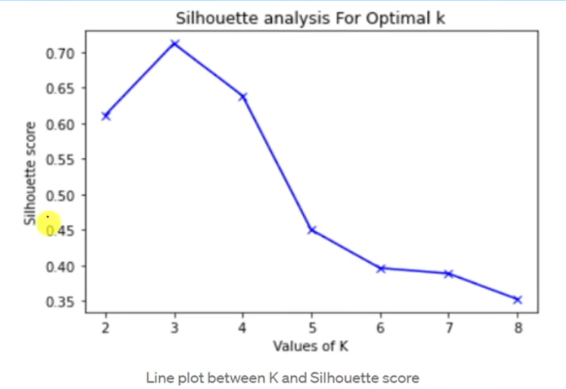 Silhouette analysis For Optimal k
Silhouette score
0.70
0.65
0.60
0.55
0.50
0.45
0.40
0.35
2 3 4 5 6 7 8
Values of K
Line plot between K and Silhouette score